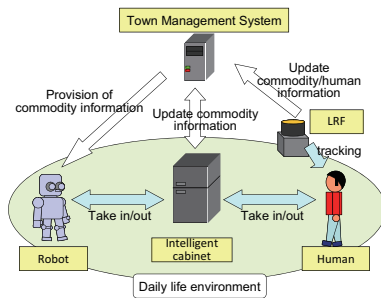 Town Management System
Provision of
commodity information
Update commodity
information
Update
commodity/human
information
LRF
tracking
Take in/out
Take in/out
Robot
Intelligent
cabinet
Human
Daily life environment